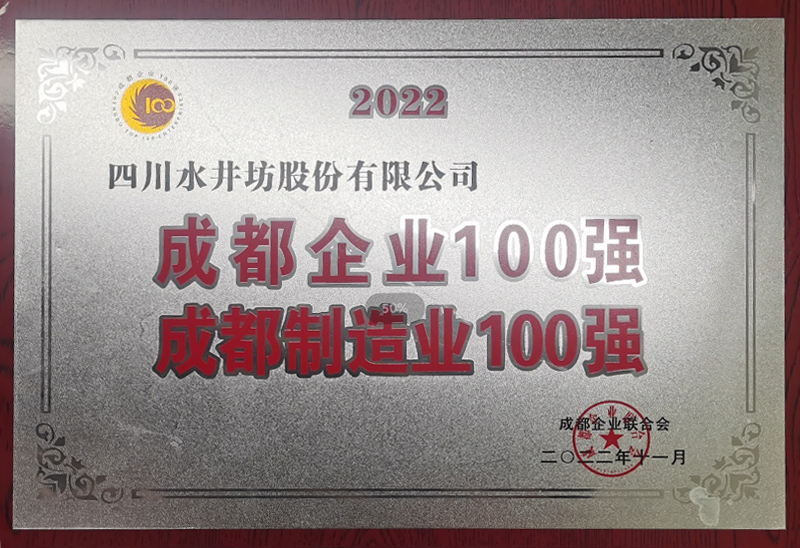 2022
四川水井坊股份有限公司
成都企业100强
50%
成都制造业100强
成都企业联合会
二〇二二年十一月